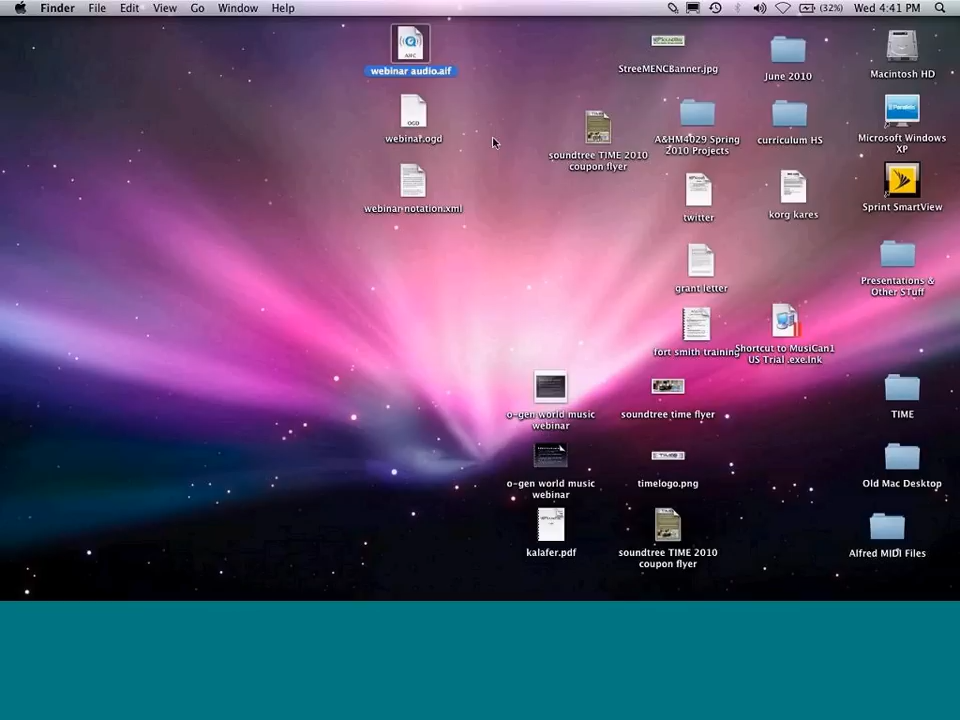 Finder File Edit View Go Window Help (32%) Wed 4:41 PM
webinar audio.aif
webinar.ogd
webinar notation.xml
soundtree TIME 2010
coupon flyer
StreeMENCBanner.jpg
A&HM4029 Spring
2010 Projects
twitter
grant letter
fort smith training
June 2010
curriculum HS
korg kares
Shortcut to MusiCan1
US Trial .exe.lnk
Macintosh HD
Microsoft Windows
XP
Sprint SmartView
Presentations &
Other STuff
TIME
Old Mac Desktop
Alfred MIDI Files
o-gen world music
webinar
soundtree time flyer
o-gen world music
webinar
timelogo.png
kalafer.pdf
soundtree TIME 2010
coupon flyer
OGD